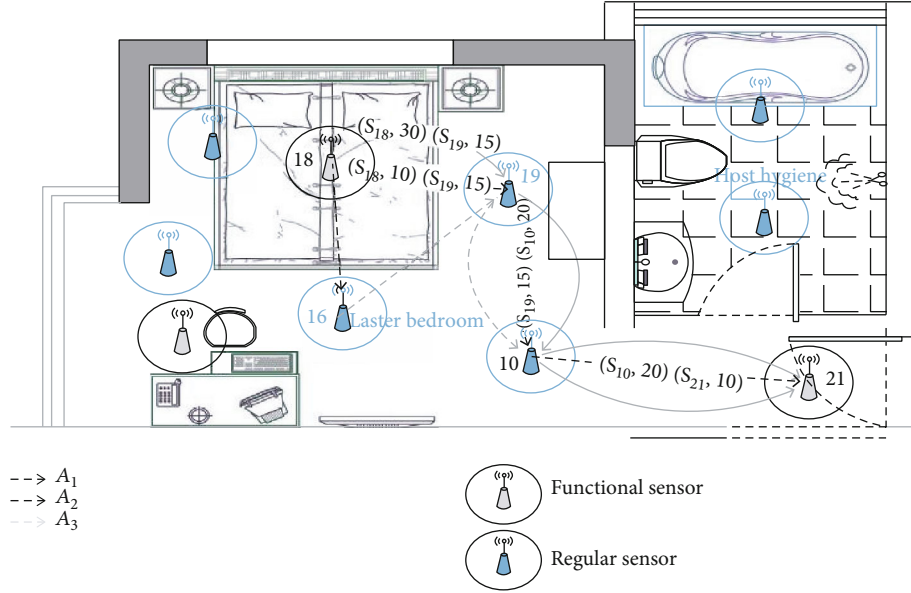 (S18, 30) (S19, 15)
18
(S18, 10) (S19, 15)
19
Host hygiene
(S19, 15) (S10, 20)
16
Laster bedroom
10
(S10, 20) (S21, 10)
21
A1
A2
A3
Functional sensor
Regular sensor